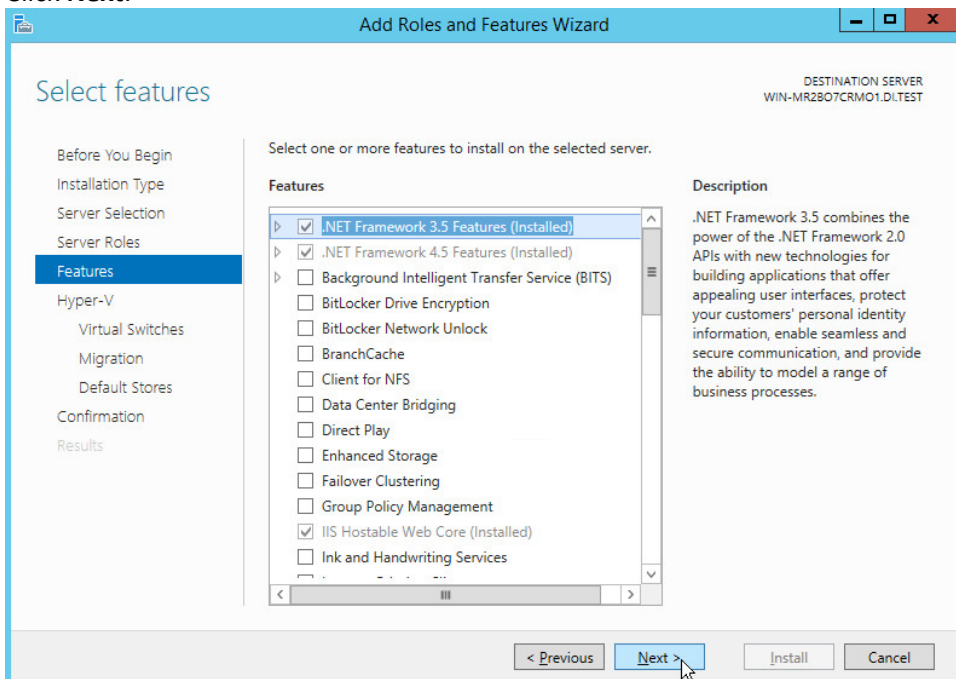 Click Next.
Add Roles and Features Wizard
Select features
DESTINATION SERVER
WIN-MR2BO7CRMO1.DI.TEST
Before You Begin
Installation Type
Server Selection
Server Roles
Features
Hyper-V
Virtual Switches
Migration
Default Stores
Confirmation
Results
Select one or more features to install on the selected server.
Features
.NET Framework 3.5 Features (Installed)
.NET Framework 4.5 Features (Installed)
Background Intelligent Transfer Service (BITS)
BitLocker Drive Encryption
BitLocker Network Unlock
BranchCache
Client for NFS
Data Center Bridging
Direct Play
Enhanced Storage
Failover Clustering
Group Policy Management
IIS Hostable Web Core (Installed)
Ink and Handwriting Services
Description
.NET Framework 3.5 combines the
power of the .NET Framework 2.0
APIs with new technologies for
building applications that offer
appealing user interfaces, protect
your customers' personal identity
information, enable seamless and
secure communication, and provide
the ability to model a range of
business processes.
< Previous
Next >
Install
Cancel